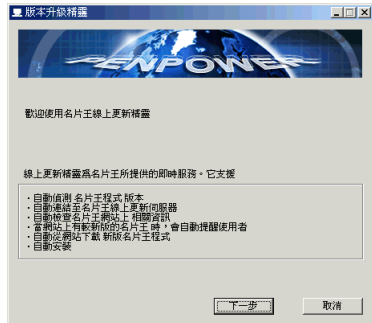 版本升級精靈
PENPOWER
歡迎使用名片王線上更新精靈
線上更新精靈為名片王所提供的即時服務。它支援
・自動偵測 名片王程式 版本
・自動連結至名片王線上更新伺服器
・自動檢查名片王網站上 相關資訊
・當網站上有較新版的名片王 時，會自動提醒使用者
・自動從網站下載 新版名片王程式
・自動安裝
下一步
取消